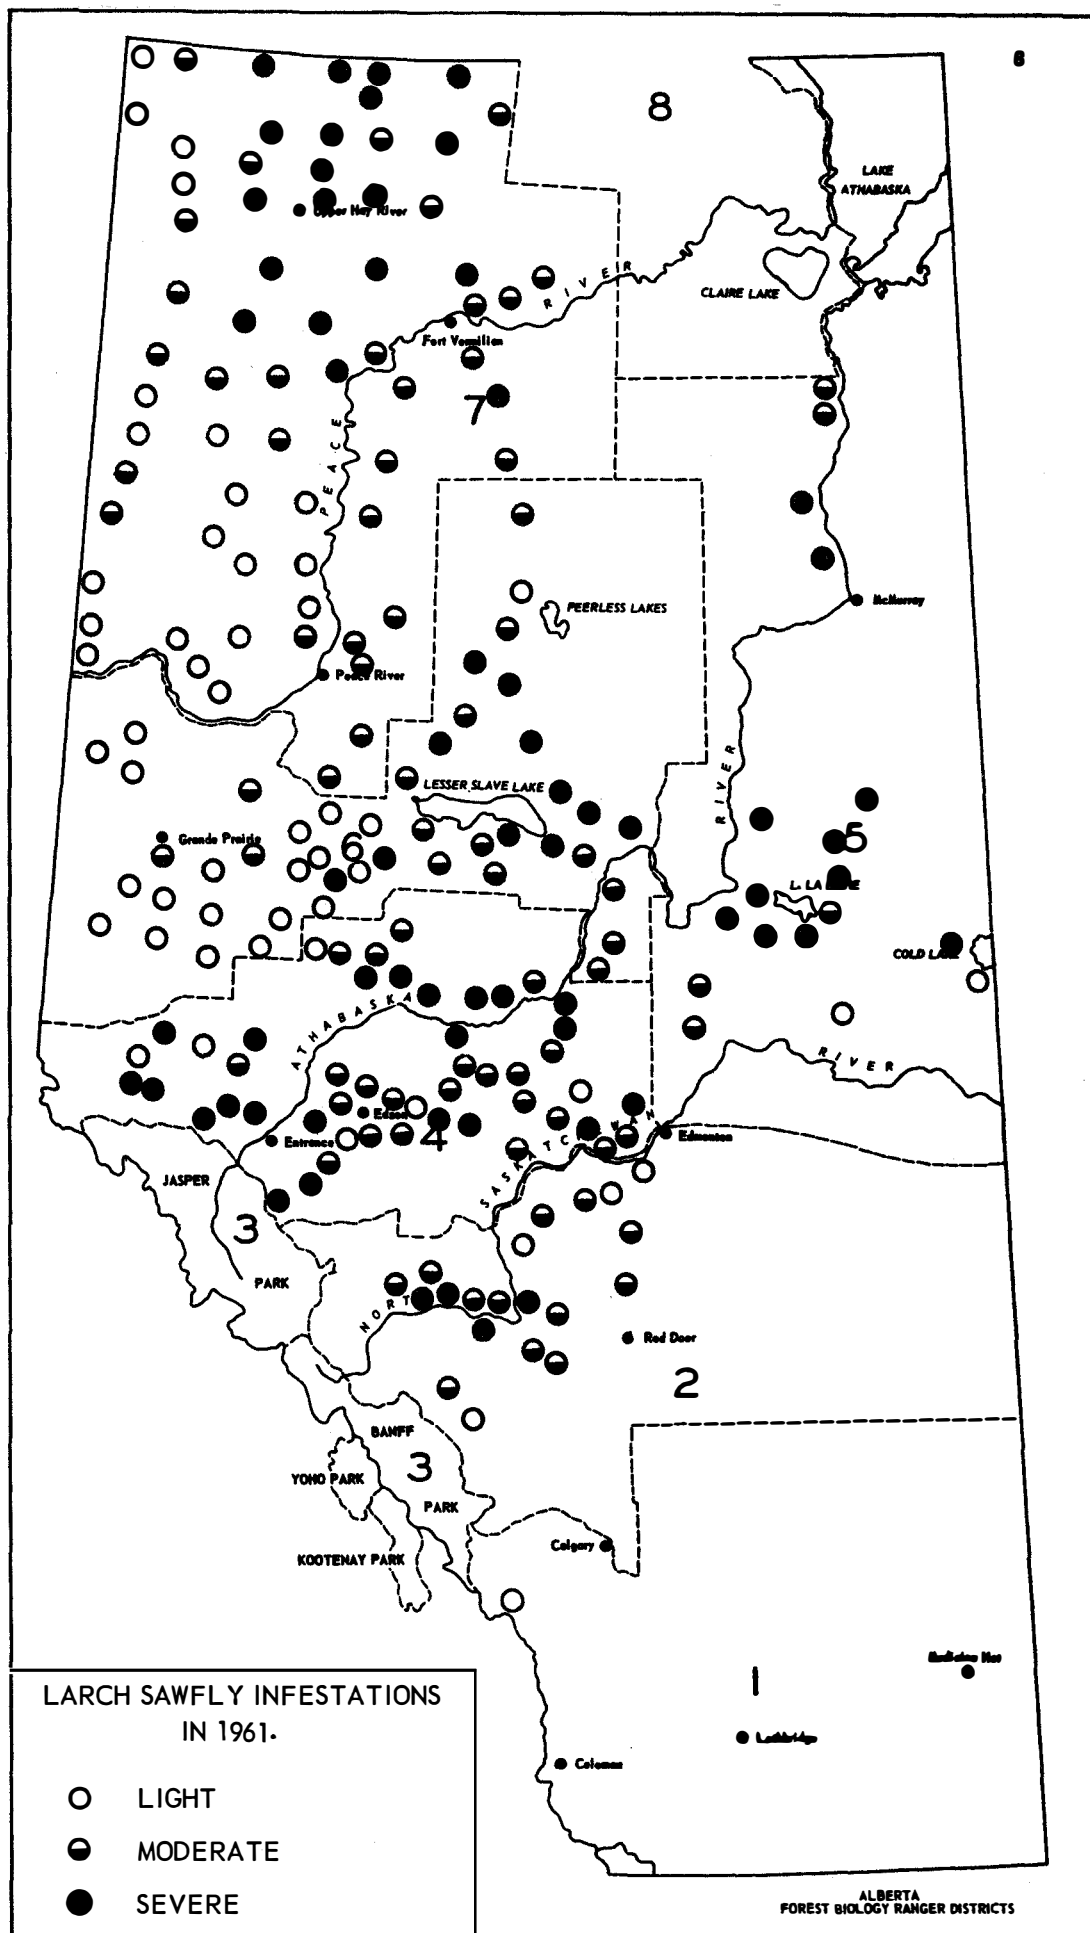 6
8
LAKE
ATHABASKA
Upper Hay River
CLAIRE LAKE
RIVER
Fort Vermilion
7
PEACE
McMurray
PEERLESS LAKES
Peace River
RIVER
LESSER SLAVE LAKE
Grande Prairie
6
5
L. LA
COLD LAKE
ATHABASKA
RIVER
Edson
4
Entrance
Edmonton
SASKATCHEWAN
JASPER
3
PARK
NORTH
Red Deer
2
BANFF
3
YOHO PARK
PARK
KOOTENAY PARK
Calgary
1
Medicine Hat
Lethbridge
Coleman
LARCH SAWFLY INFESTATIONS
IN 1961.
LIGHT
MODERATE
SEVERE
ALBERTA
FOREST BIOLOGY RANGER DISTRICTS